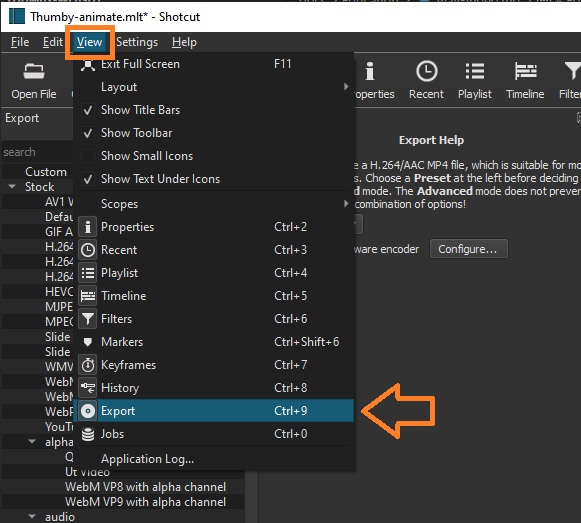 Thumby-animate.mlt* - Shotcut
File Edit View Settings Help
Exit Full Screen F11
Layout
Show Title Bars
Show Toolbar
Show Small Icons
Show Text Under Icons
Scopes
Properties Ctrl+2
Recent Ctrl+3
Playlist Ctrl+4
Timeline Ctrl+5
Filters Ctrl+6
Markers Ctrl+Shift+6
Keyframes Ctrl+7
History Ctrl+8
Export Ctrl+9
Jobs Ctrl+0
Application Log...
Open File
operties Recent Playlist Timeline Filter
Export
search
Custom
Stock
AV1 W
Defau
GIF A
H.264
H.264
H.264
HEVC
MJPE
MPEG
Slide
Slide
WMV
WebM
WebM
WebP
YouTu
alpha
Q
Ut Video
WebM VP8 with alpha channel
WebM VP9 with alpha channel
audio
Export Help
e a H.264/AAC MP4 file, which is suitable for mo
s. Choose a Preset at the left before deciding
d mode. The Advanced mode does not preven
combination of options!
ware encoder Configure...